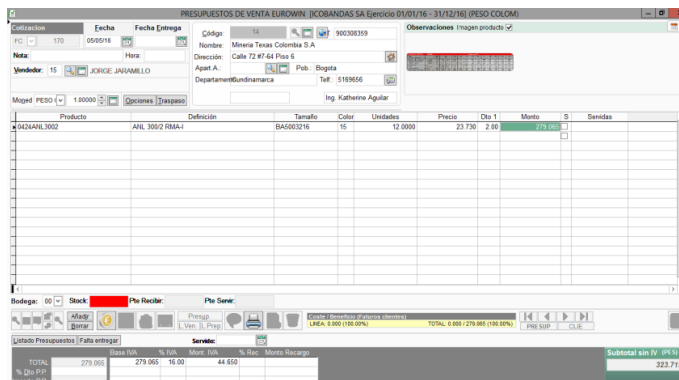 PRESUPUESTOS DE VENTA EUROWIN [ICOBANDAS SA Ejercicio 01/01/16 - 31/12/16] (PESO COLOM)
Cotizacion Fecha Fecha Entrega
FC 170 05/05/16
Nota: Hora:
Vendedor: 15 JORGE JARAMILLO
Moned PESO ( 1.00000 Opciones Traspaso
Código: 14 900308359
Nombre: Mineria Texas Colombia S.A
Dirección: Calle 72 #7-64 Piso 6
Apart.A.: Pob.: Bogota
Departament Cundinamarca Telf.: 5169656
Ing. Katherine Aguilar
Observaciones Imagen producto
Producto Definición Tamaño Color Unidades Precio Dto 1 Monto S Servidas
0424ANL3002 ANL 300/2 RMA-I BA5003216 15 12.0000 23.730 2.00 279.065
Bodega: 00 Stock: Pte Recibir: Pte Servir:
Añadir
Borrar
Presup.
L.Ven. L.Prep
Coste / Beneficio (Futuros clientes)
LINEA: 0.000 (100.00%) TOTAL: 0.000 / 279.065 (100.00%)
PRESUP CLIE
Listado Presupuestos Falta entregar Servido:
Base IVA % IVA Mont. IVA % Rec Monto Recargo
TOTAL 279.065 279.065 16.00 44.650
% Dto P.P.
Subtotal sin IV (PES
323.71